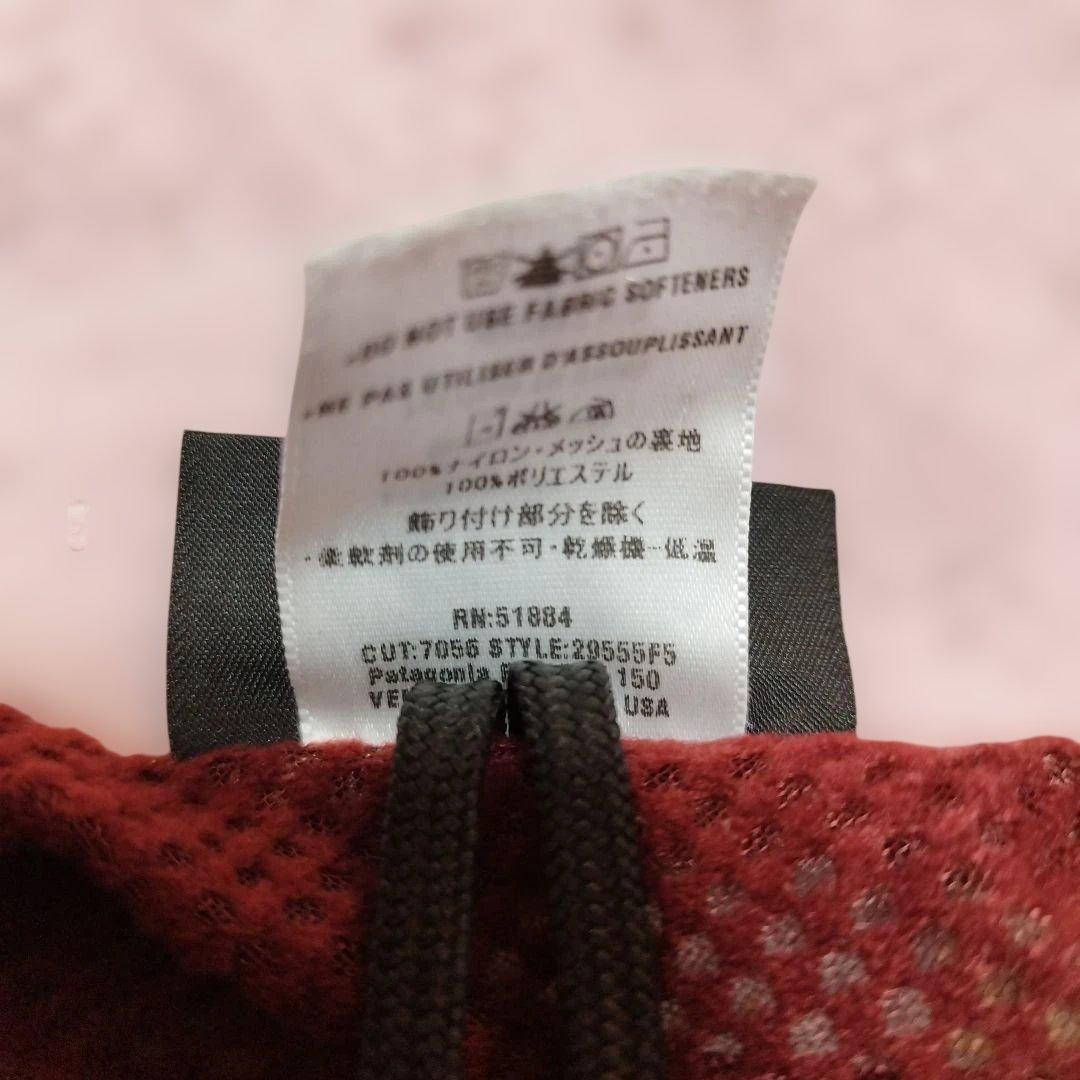 •DO NOT USE FABRIC SOFTENERS
•NE PAS UTILISER D'ASSOUPLISSANT
100%ナイロン・メッシュの裏地
100%ポリエステル
飾り付け部分を除く
・柔軟剤の使用不可・乾燥機-低温
RN:51884
CUT:7056 STYLE:29555F5
Patagonia 150
USA